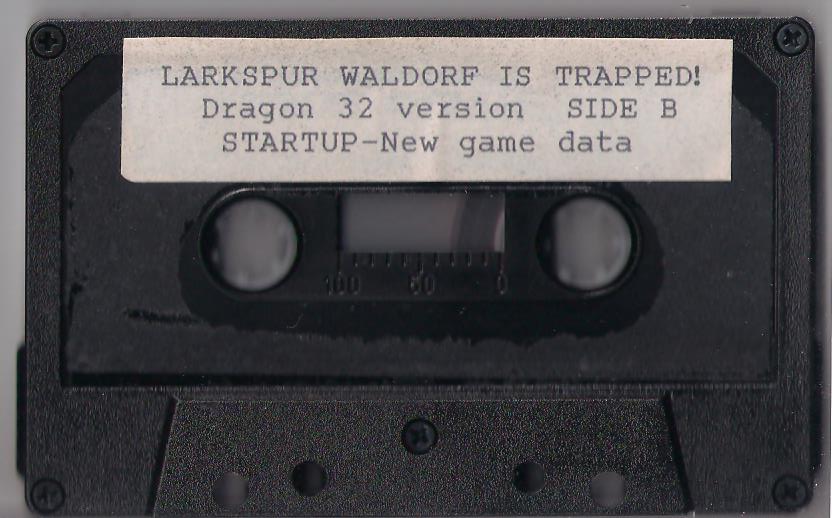 LARKSPUR WALDORF IS TRAPPED!
Dragon 32 version SIDE B
STARTUP-New game data
100 50 0